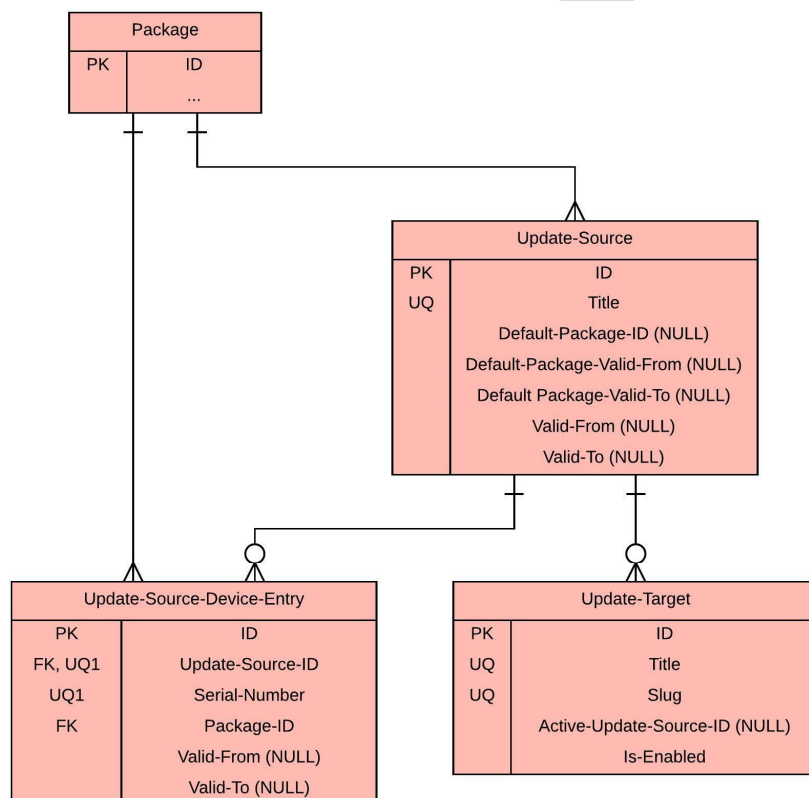 Package
PK ID
...
Update-Source
PK ID
UQ Title
Default-Package-ID (NULL)
Default-Package-Valid-From (NULL)
Default Package-Valid-To (NULL)
Valid-From (NULL)
Valid-To (NULL)
Update-Source-Device-Entry
PK ID
FK, UQ1 Update-Source-ID
UQ1 Serial-Number
FK Package-ID
Valid-From (NULL)
Valid-To (NULL)
Update-Target
PK ID
UQ Title
UQ Slug
Active-Update-Source-ID (NULL)
Is-Enabled